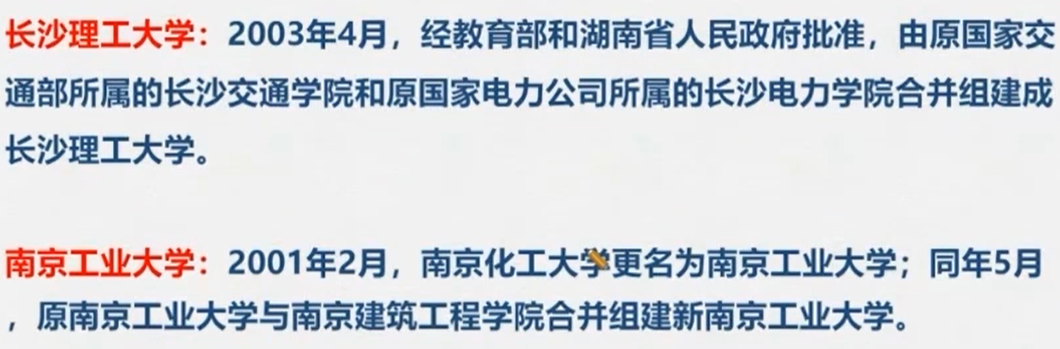 长沙理工大学：2003年4月，经教育部和湖南省人民政府批准，由原国家交
通部所属的长沙交通学院和原国家电力公司所属的长沙电力学院合并组建成
长沙理工大学。
南京工业大学：2001年2月，南京化工大学更名为南京工业大学；同年5月
，原南京工业大学与南京建筑工程学院合并组建新南京工业大学。